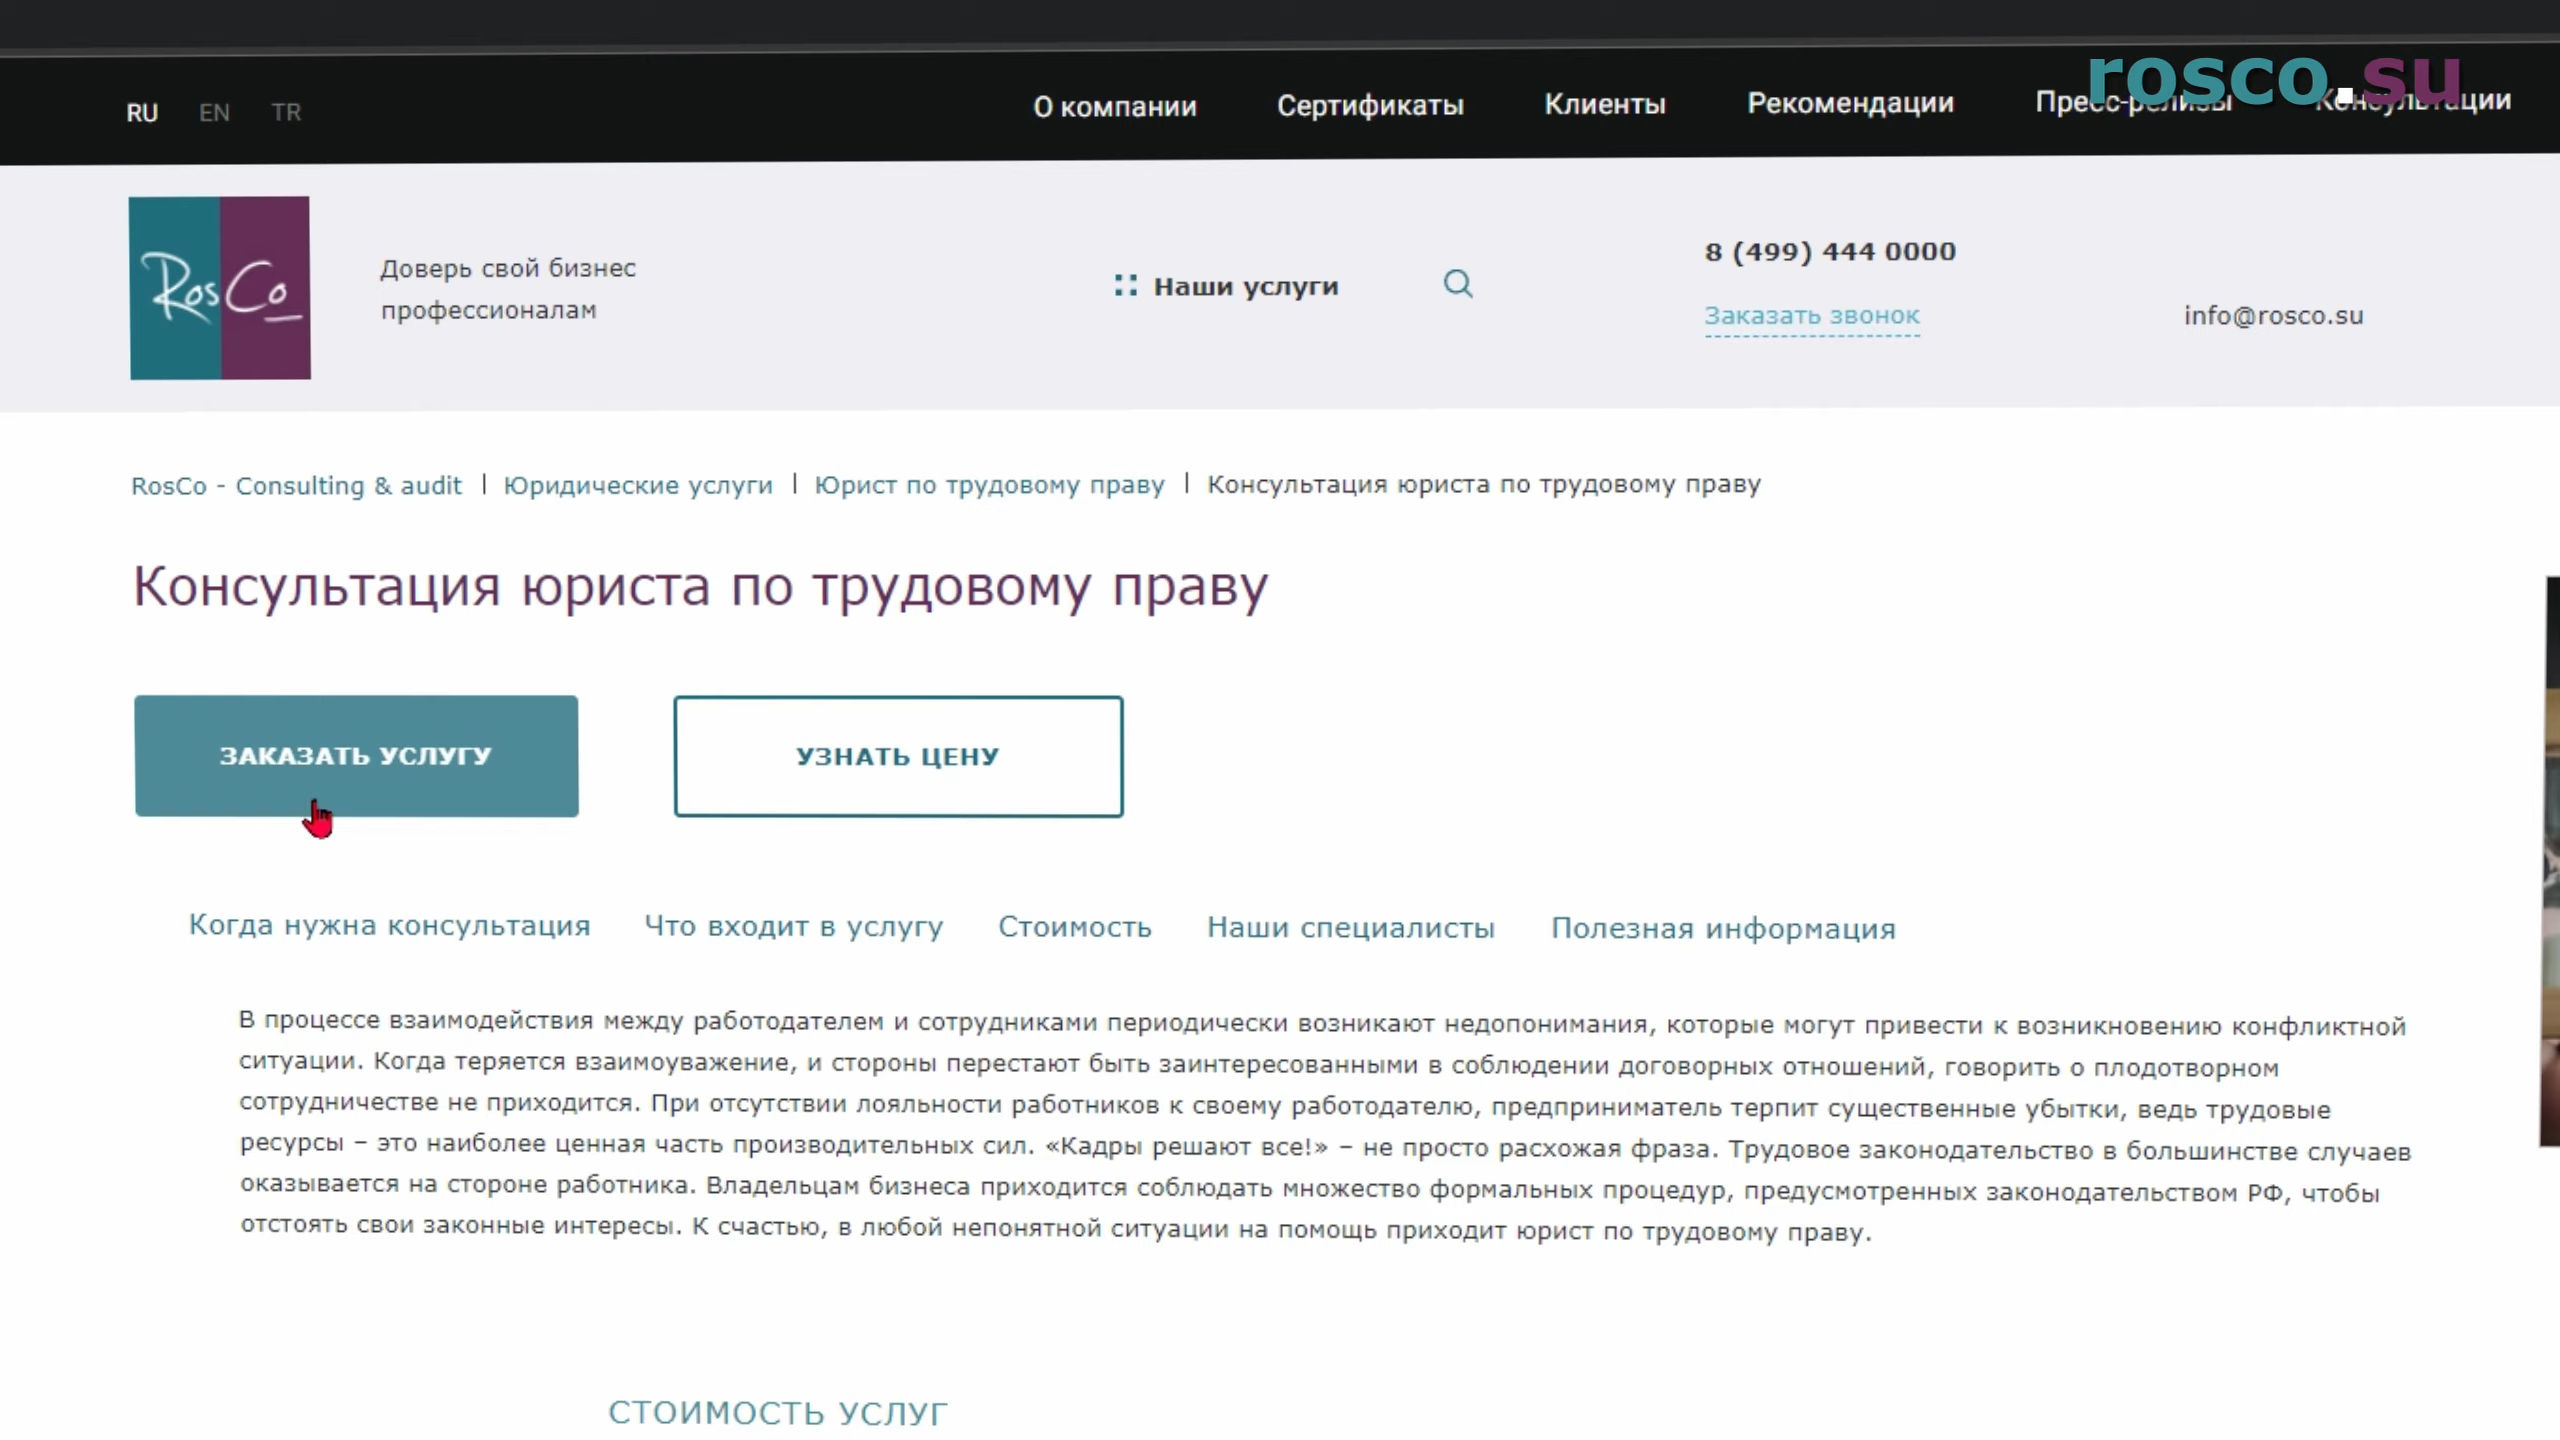 RU EN TR О компании Сертификаты Клиенты Рекомендации Пресс-релизы Консультации
rosco.su
RosCo
Доверь свой бизнес
профессионалам
Наши услуги
8 (499) 444 0000
Заказать звонок
info@rosco.su
RosCo - Consulting & audit | Юридические услуги | Юрист по трудовому праву | Консультация юриста по трудовому праву
Консультация юриста по трудовому праву
ЗАКАЗАТЬ УСЛУГУ УЗНАТЬ ЦЕНУ
Когда нужна консультация Что входит в услугу Стоимость Наши специалисты Полезная информация
В процессе взаимодействия между работодателем и сотрудниками периодически возникают недопонимания, которые могут привести к возникновению конфликтной
ситуации. Когда теряется взаимоуважение, и стороны перестают быть заинтересованными в соблюдении договорных отношений, говорить о плодотворном
сотрудничестве не приходится. При отсутствии лояльности работников к своему работодателю, предприниматель терпит существенные убытки, ведь трудовые
ресурсы – это наиболее ценная часть производительных сил. «Кадры решают все!» – не просто расхожая фраза. Трудовое законодательство в большинстве случаев
оказывается на стороне работника. Владельцам бизнеса приходится соблюдать множество формальных процедур, предусмотренных законодательством РФ, чтобы
отстоять свои законные интересы. К счастью, в любой непонятной ситуации на помощь приходит юрист по трудовому праву.
СТОИМОСТЬ УСЛУГ